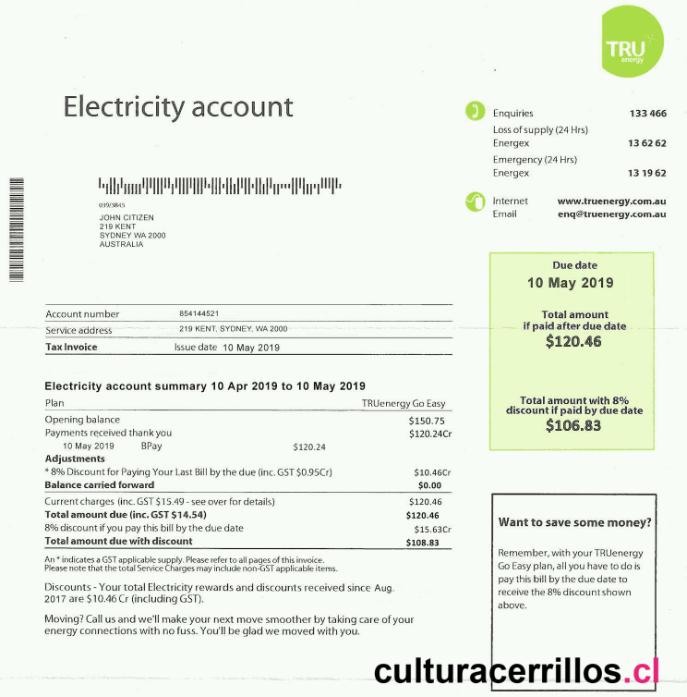 TRU
energy
Electricity account
Enquiries 133 466
Loss of supply (24 Hrs)
Energex 13 62 62
Emergency (24 Hrs)
Energex 13 19 62
Internet www.truenergy.com.au
Email enq@truenergy.com.au
039/3845
JOHN CITIZEN
219 KENT
SYDNEY WA 2000
AUSTRALIA
Due date
10 May 2019
Total amount
if paid after due date
$120.46
Total amount with 8%
discount if paid by due date
$106.83
Account number 854144521
Service address 219 KENT, SYDNEY, WA 2000
Tax Invoice Issue date 10 May 2019
Electricity account summary 10 Apr 2019 to 10 May 2019
Plan TRUenergy Go Easy
Opening balance $150.75
Payments received thank you $120.24Cr
10 May 2019 BPay $120.24
Adjustments
* 8% Discount for Paying Your Last Bill by the due (inc. GST $0.95Cr) $10.46Cr
Balance carried forward $0.00
Current charges (inc. GST $15.49 - see over for details) $120.46
Total amount due (inc. GST $14.54) $120.46
8% discount if you pay this bill by the due date $15.63Cr
Total amount due with discount $108.83
An * indicates a GST applicable supply. Please refer to all pages of this invoice.
Please note that the total Service Charges may include non-GST applicable items.
Discounts - Your total Electricity rewards and discounts received since Aug.
2017 are $10.46 Cr (including GST).
Moving? Call us and we'll make your next move smoother by taking care of your
energy connections with no fuss. You'll be glad we moved with you.
Want to save some money?
Remember, with your TRUenergy
Go Easy plan, all you have to do is
pay this bill by the due date to
receive the 8% discount shown
above.
culturacerrillos.cl